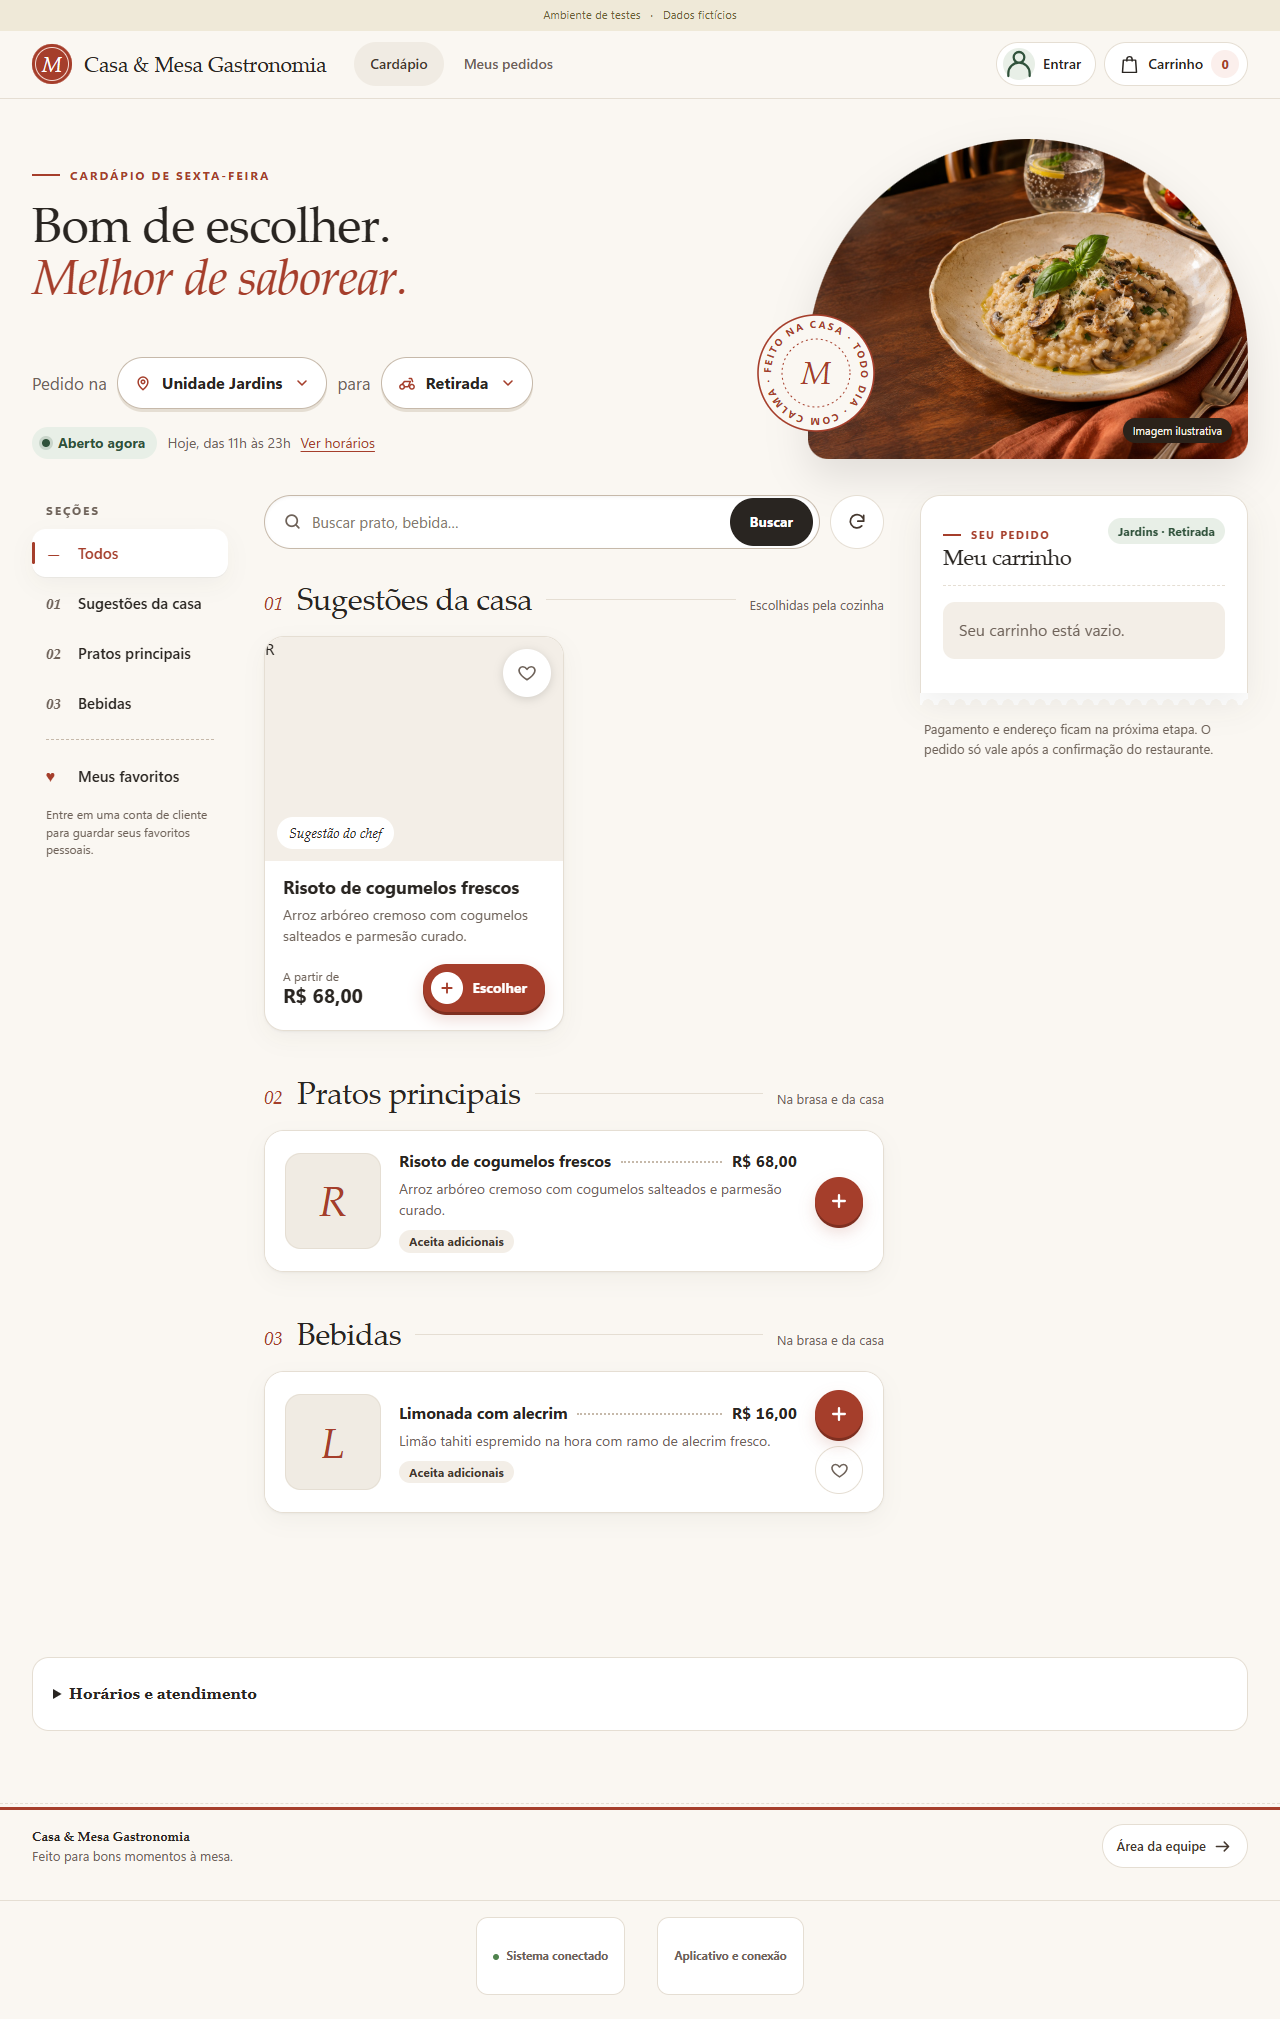 Ambiente de testes · Dados fictícios
M Casa & Mesa Gastronomia
Cardápio
Meus pedidos
Entrar
Carrinho 0
CARDÁPIO DE SEXTA-FEIRA
Bom de escolher.
Melhor de saborear.
FEITO NA CASA · TODO DIA · COM CALMA ·
M
Pedido na Unidade Jardins para Retirada
Imagem ilustrativa
Aberto agora Hoje, das 11h às 23h Ver horários
SEÇÕES
— Todos
01 Sugestões da casa
02 Pratos principais
03 Bebidas
♥ Meus favoritos
Entre em uma conta de cliente
para guardar seus favoritos
pessoais.
Buscar prato, bebida...
Buscar
01 Sugestões da casa
Escolhidas pela cozinha
R
Sugestão do chef
Risoto de cogumelos frescos
Arroz arbóreo cremoso com cogumelos
salteados e parmesão curado.
A partir de
R$ 68,00
+ Escolher
02 Pratos principais
Na brasa e da casa
R
Risoto de cogumelos frescos R$ 68,00
Arroz arbóreo cremoso com cogumelos salteados e parmesão
curado.
Aceita adicionais
+
03 Bebidas
Na brasa e da casa
L
Limonada com alecrim R$ 16,00
Limão tahiti espremido na hora com ramo de alecrim fresco.
Aceita adicionais
+
SEU PEDIDO
Meu carrinho
Jardins · Retirada
Seu carrinho está vazio.
Pagamento e endereço ficam na próxima etapa. O
pedido só vale após a confirmação do restaurante.
Horários e atendimento
Casa & Mesa Gastronomia
Feito para bons momentos à mesa.
Área da equipe →
Sistema conectado
Aplicativo e conexão